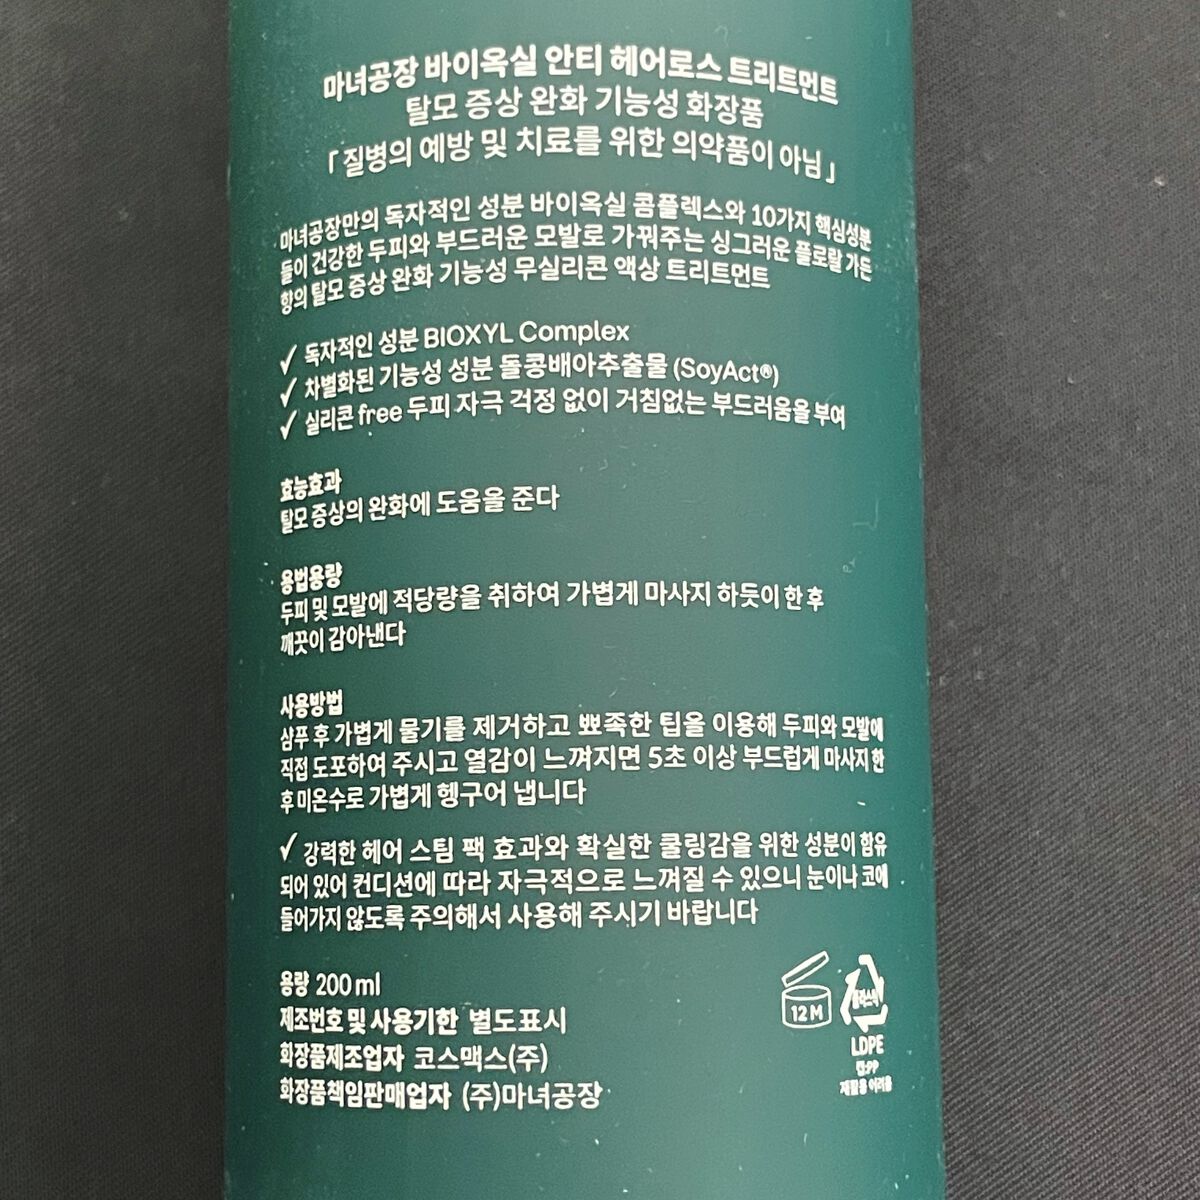 마녀공장 바이옥실 안티 헤어로스 트리트먼트
탈모 증상 완화 기능성 화장품
「질병의 예방 및 치료를 위한 의약품이 아님」
마녀공장만의 독자적인 성분 바이옥실 콤플렉스와 10가지 핵심성분
들이 건강한 두피와 부드러운 모발로 가꿔주는 싱그러운 플로랄 가든
향의 탈모 증상 완화 기능성 무실리콘 액상 트리트먼트
✓ 독자적인 성분 BIOXYL Complex
✓ 차별화된 기능성 성분 돌콩배아추출물 (SoyAct®)
✓ 실리콘 free 두피 자극 걱정 없이 거침없는 부드러움을 부여
효능효과
탈모 증상의 완화에 도움을 준다
용법용량
두피 및 모발에 적당량을 취하여 가볍게 마사지 하듯이 한 후
깨끗이 감아낸다
사용방법
샴푸 후 가볍게 물기를 제거하고 뾰족한 팁을 이용해 두피와 모발에
직접 도포하여 주시고 열감이 느껴지면 5초 이상 부드럽게 마사지 한
후 미온수로 가볍게 헹구어 냅니다
✓ 강력한 헤어 스팀 팩 효과와 확실한 쿨링감을 위한 성분이 함유
되어 있어 컨디션에 따라 자극적으로 느껴질 수 있으니 눈이나 코에
들어가지 않도록 주의해서 사용해 주시기 바랍니다
용량 200 ml
제조번호 및 사용기한 별도표시
화장품제조업자 코스맥스(주)
화장품책임판매업자 (주)마녀공장
12 M
플라스틱
LDPE
캡:PP
재활용 어려움